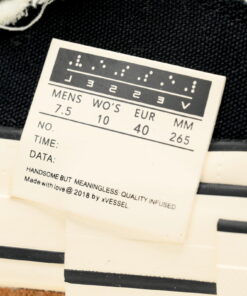 MENS WO'S EUR MM
7.5 10 40 265
NO.
TIME:
DATA:
HANDSOME BUT MEANINGLESS QUALITY INFUSED
Made with love@2018 by xVESSEL.